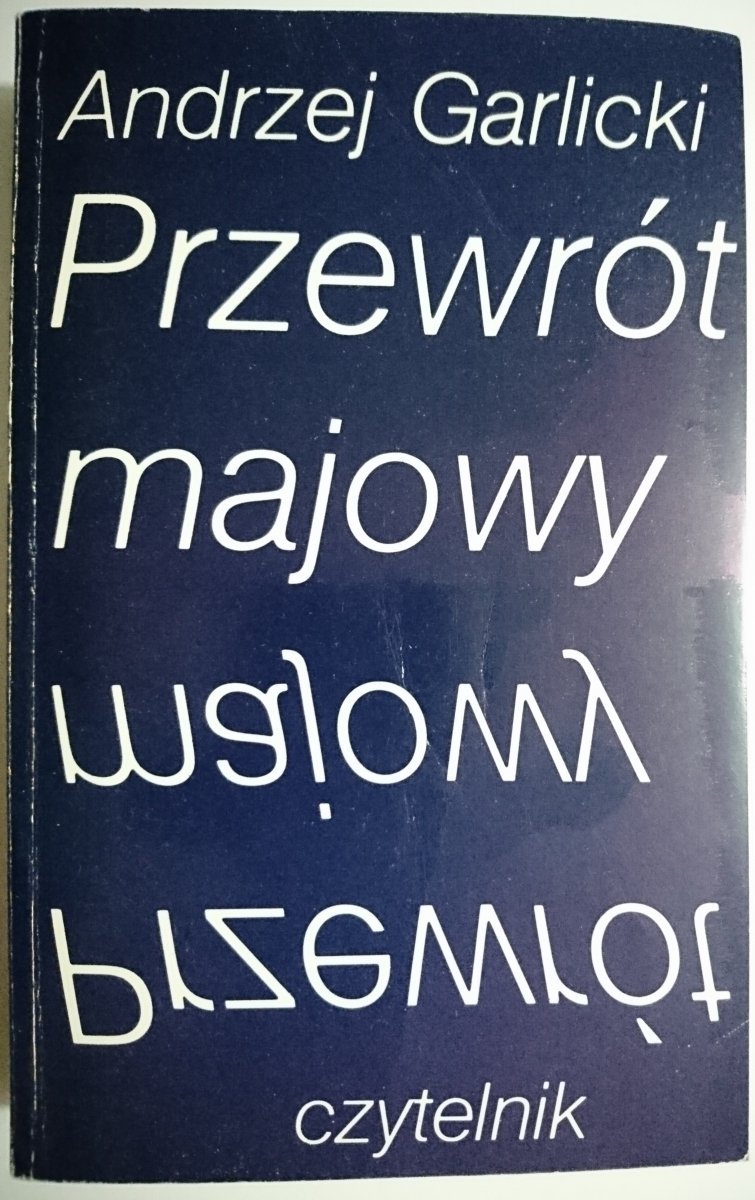 Andrzej Garlicki
Przewrót
majowy
majowy
Przewrót
czytelnik